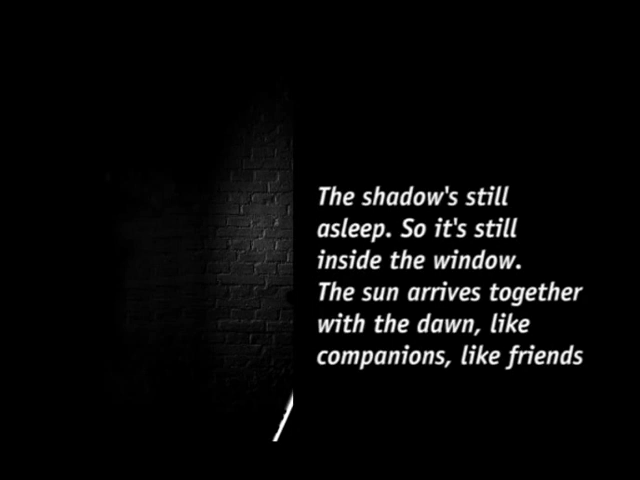 The shadow's still
asleep. So it's still
inside the window.
The sun arrives together
with the dawn, like
companions, like friends